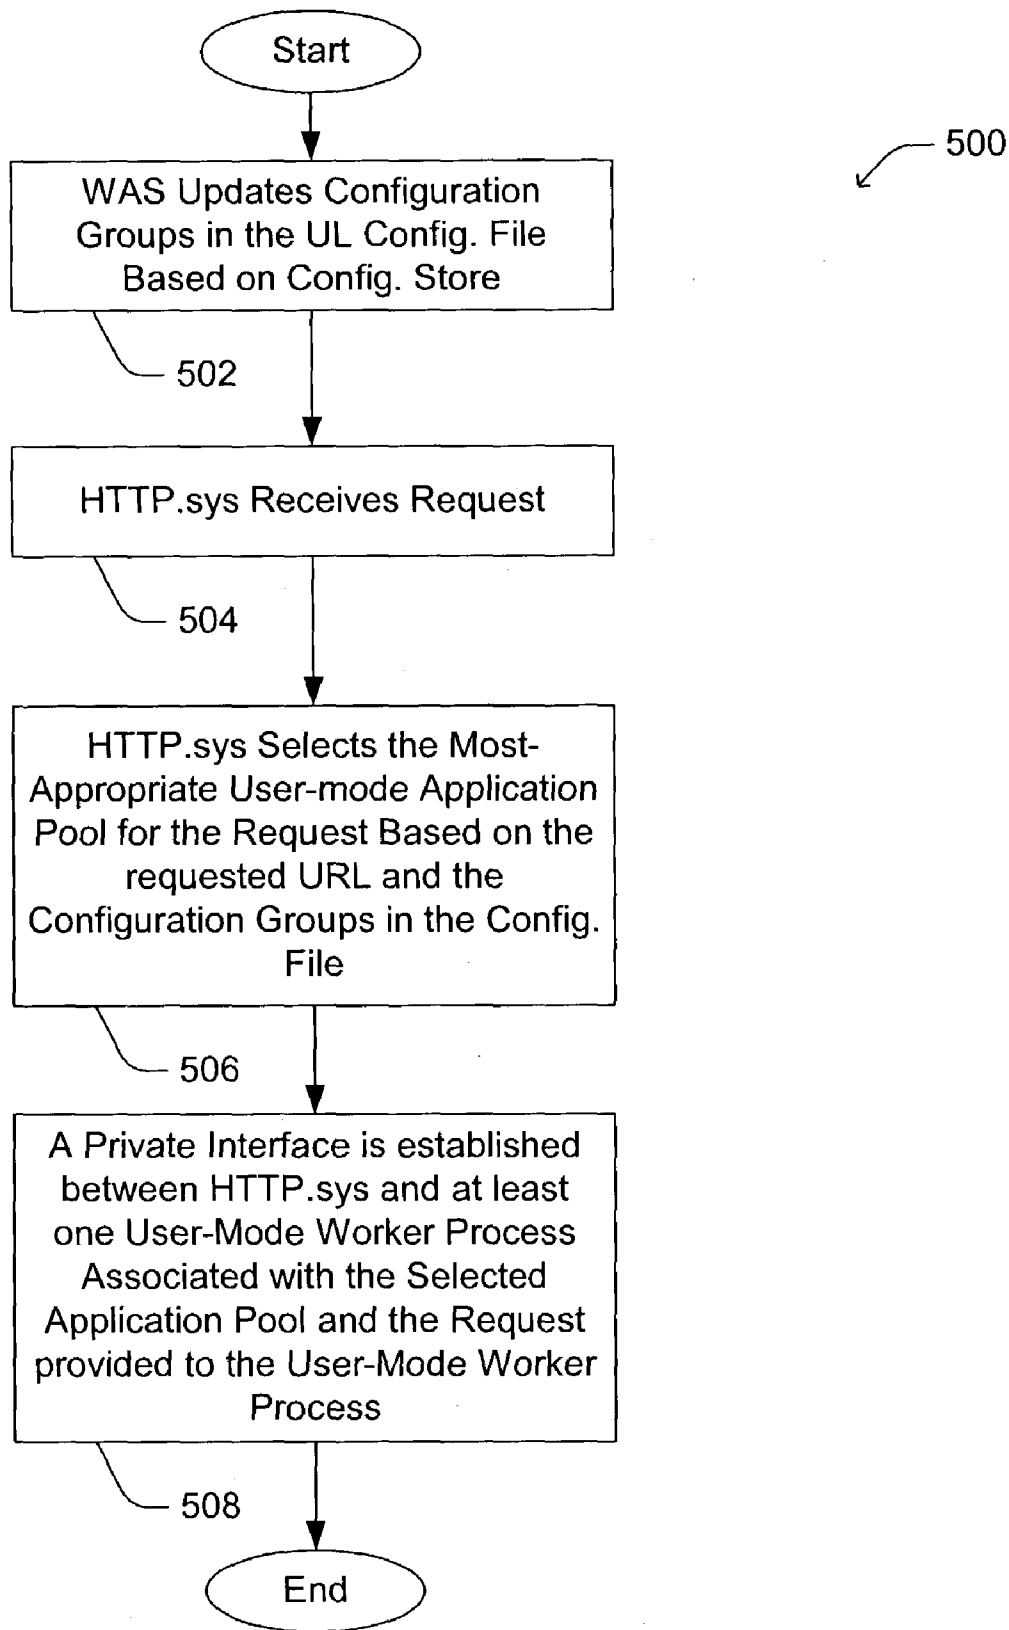 Start
500
WAS Updates Configuration
Groups in the UL Config. File
Based on Config. Store
502
HTTP.sys Receives Request
504
HTTP.sys Selects the Most-
Appropriate User-mode Application
Pool for the Request Based on the
requested URL and the
Configuration Groups in the Config.
File
506
A Private Interface is established
between HTTP.sys and at least
one User-Mode Worker Process
Associated with the Selected
Application Pool and the Request
provided to the User-Mode Worker
Process
508
End